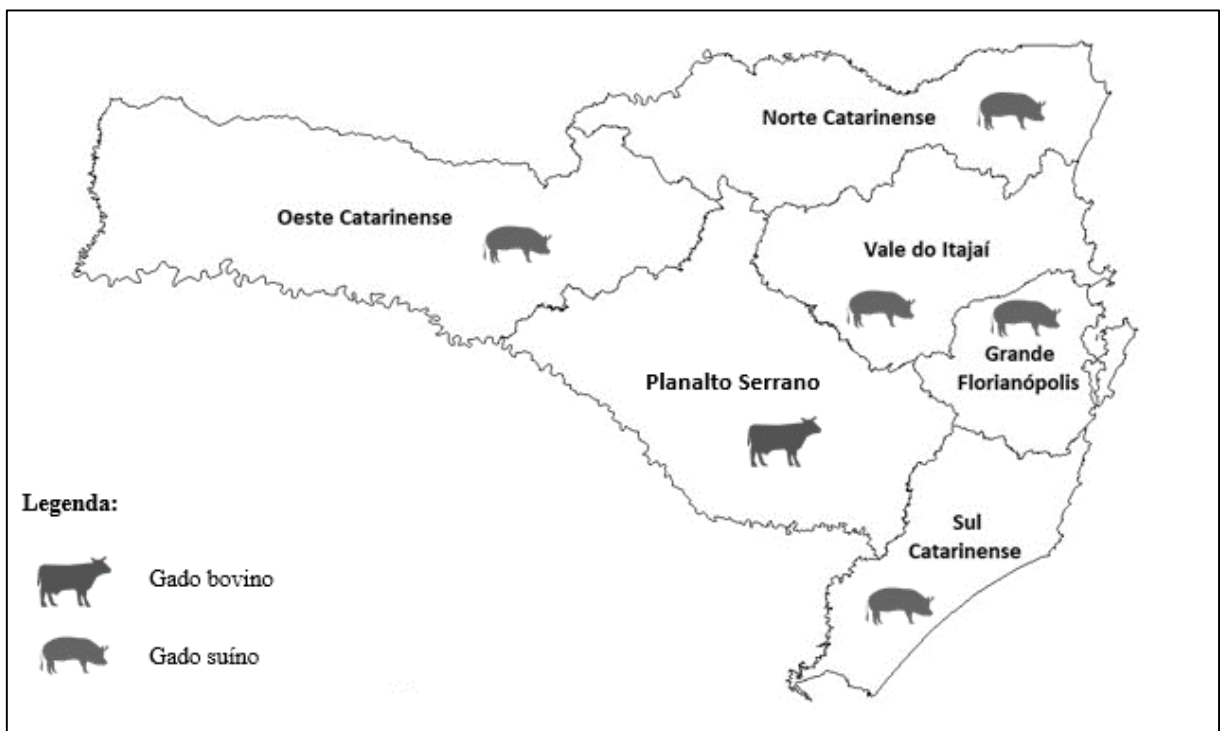 Norte Catarinense
Oeste Catarinense
Vale do Itajaí
Grande
Florianópolis
Planalto Serrano
Sul
Catarinense
Legenda:
Gado bovino
Gado suíno